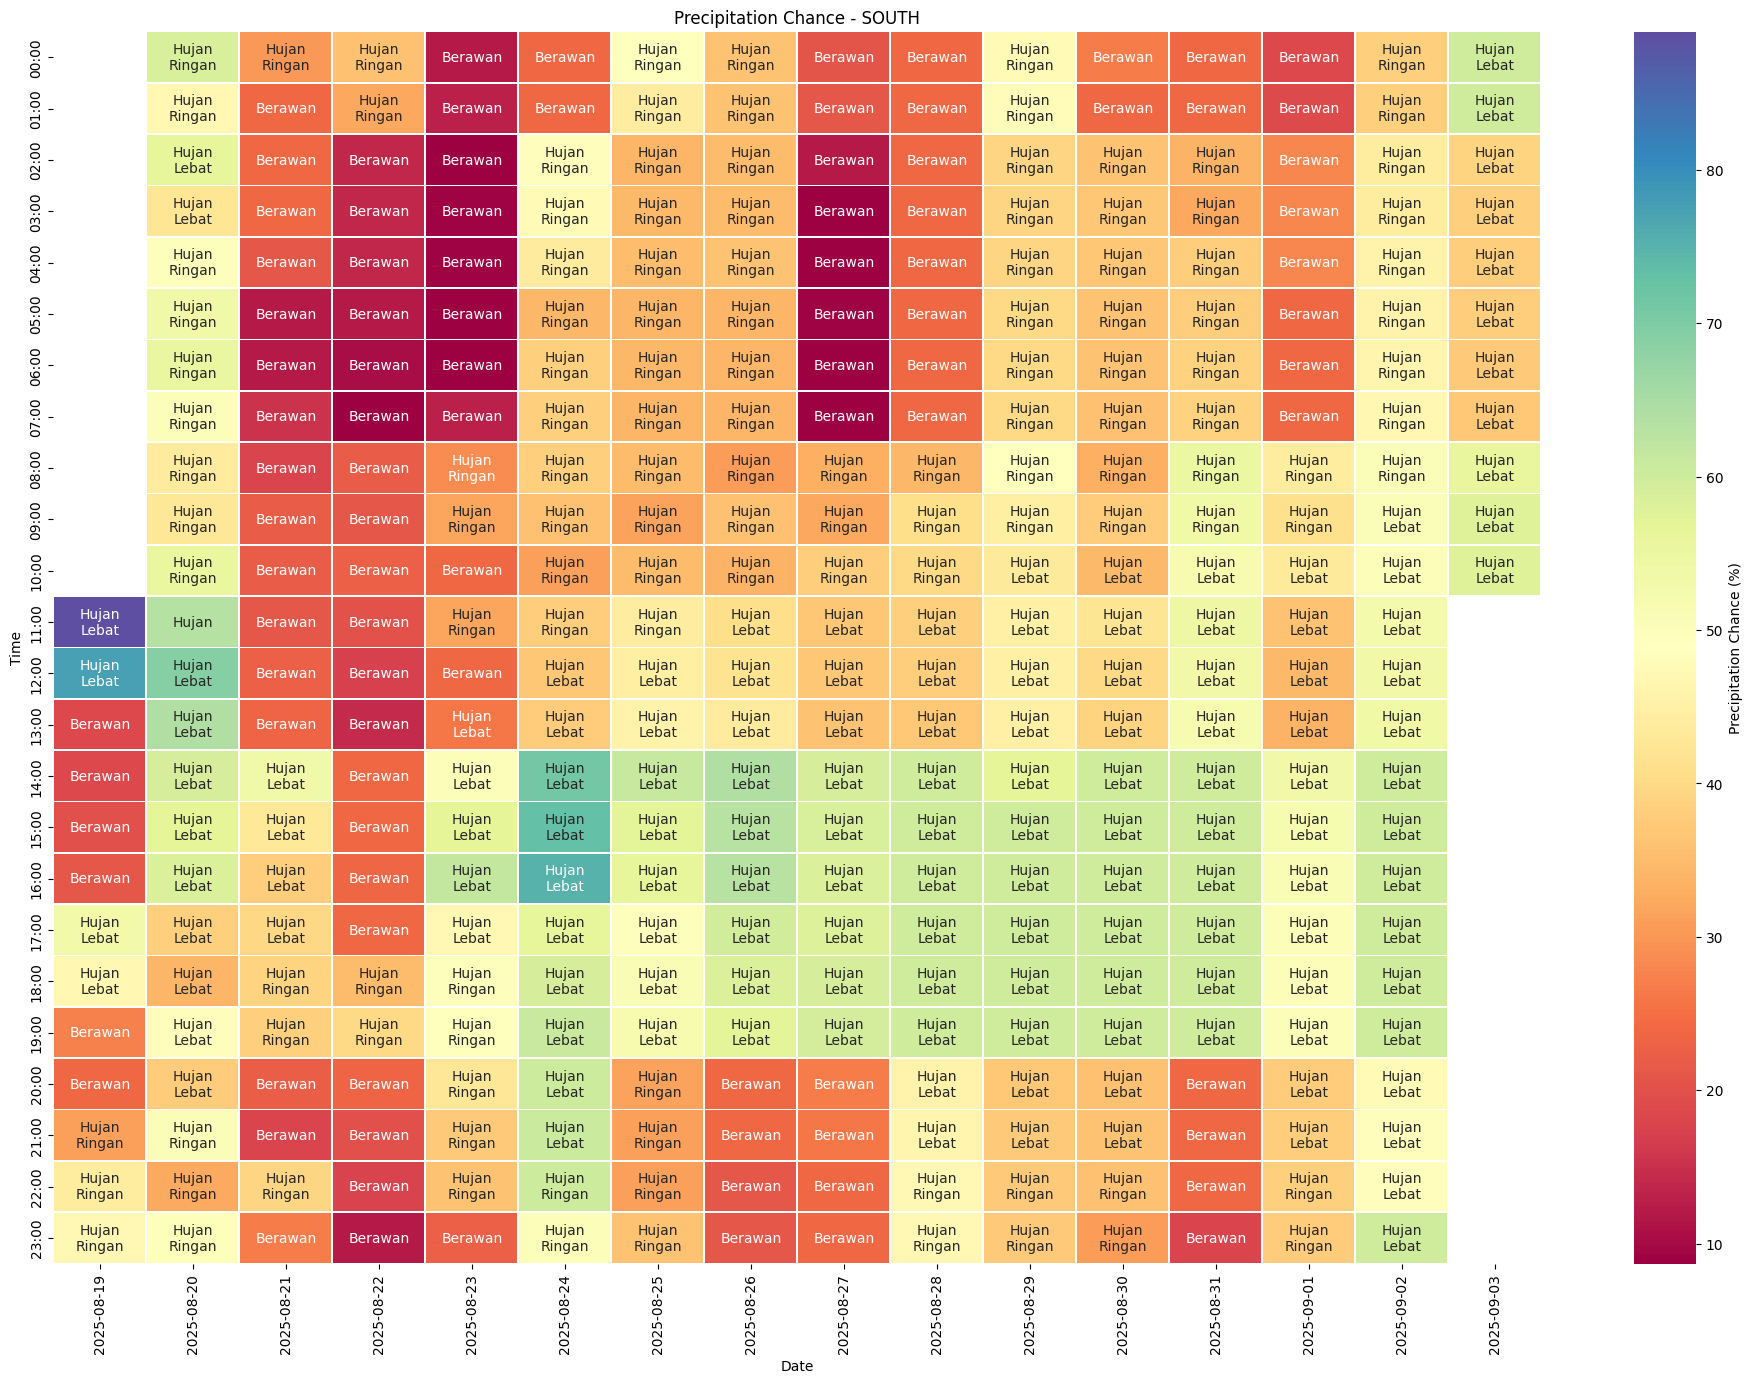 Precipitation Chance - SOUTH
00:00 Hujan Ringan Hujan Ringan Hujan Ringan Berawan Berawan Hujan Ringan Hujan Ringan Berawan Berawan Hujan Ringan Berawan Berawan Berawan Hujan Ringan Hujan Lebat
01:00 Hujan Ringan Berawan Hujan Ringan Berawan Berawan Hujan Ringan Hujan Ringan Berawan Berawan Hujan Ringan Berawan Berawan Berawan Hujan Ringan Hujan Lebat
02:00 Hujan Lebat Berawan Berawan Berawan Hujan Ringan Hujan Ringan Hujan Ringan Berawan Berawan Hujan Ringan Hujan Ringan Hujan Ringan Berawan Hujan Ringan Hujan Lebat
03:00 Hujan Lebat Berawan Berawan Berawan Hujan Ringan Hujan Ringan Hujan Ringan Berawan Berawan Hujan Ringan Hujan Ringan Hujan Ringan Berawan Hujan Ringan Hujan Lebat
04:00 Hujan Ringan Berawan Berawan Berawan Hujan Ringan Hujan Ringan Hujan Ringan Berawan Berawan Hujan Ringan Hujan Ringan Hujan Ringan Berawan Hujan Ringan Hujan Lebat
05:00 Hujan Ringan Berawan Berawan Berawan Hujan Ringan Hujan Ringan Hujan Ringan Berawan Berawan Hujan Ringan Hujan Ringan Hujan Ringan Berawan Hujan Ringan Hujan Lebat
06:00 Hujan Ringan Berawan Berawan Berawan Hujan Ringan Hujan Ringan Hujan Ringan Berawan Berawan Hujan Ringan Hujan Ringan Hujan Ringan Berawan Hujan Ringan Hujan Lebat
07:00 Hujan Ringan Berawan Berawan Berawan Hujan Ringan Hujan Ringan Hujan Ringan Berawan Berawan Hujan Ringan Hujan Ringan Hujan Ringan Berawan Hujan Ringan Hujan Lebat
08:00 Hujan Ringan Berawan Berawan Hujan Ringan Hujan Ringan Hujan Ringan Hujan Ringan Hujan Ringan Hujan Ringan Hujan Ringan Hujan Ringan Hujan Ringan Hujan Ringan Hujan Ringan Hujan Lebat
09:00 Hujan Ringan Berawan Berawan Hujan Ringan Hujan Ringan Hujan Ringan Hujan Ringan Hujan Ringan Hujan Ringan Hujan Ringan Hujan Ringan Hujan Ringan Hujan Ringan Hujan Lebat Hujan Lebat
10:00 Hujan Ringan Berawan Berawan Berawan Hujan Ringan Hujan Ringan Hujan Ringan Hujan Ringan Hujan Ringan Hujan Lebat Hujan Lebat Hujan Lebat Hujan Lebat Hujan Lebat Hujan Lebat
11:00 Hujan Lebat Hujan Berawan Berawan Hujan Ringan Hujan Ringan Hujan Ringan Hujan Lebat Hujan Lebat Hujan Lebat Hujan Lebat Hujan Lebat Hujan Lebat Hujan Lebat Hujan Lebat
12:00 Hujan Lebat Hujan Lebat Berawan Berawan Berawan Hujan Lebat Hujan Lebat Hujan Lebat Hujan Lebat Hujan Lebat Hujan Lebat Hujan Lebat Hujan Lebat Hujan Lebat Hujan Lebat
13:00 Berawan Hujan Lebat Berawan Berawan Hujan Lebat Hujan Lebat Hujan Lebat Hujan Lebat Hujan Lebat Hujan Lebat Hujan Lebat Hujan Lebat Hujan Lebat Hujan Lebat Hujan Lebat
14:00 Berawan Hujan Lebat Hujan Lebat Berawan Hujan Lebat Hujan Lebat Hujan Lebat Hujan Lebat Hujan Lebat Hujan Lebat Hujan Lebat Hujan Lebat Hujan Lebat Hujan Lebat Hujan Lebat
15:00 Berawan Hujan Lebat Hujan Lebat Berawan Hujan Lebat Hujan Lebat Hujan Lebat Hujan Lebat Hujan Lebat Hujan Lebat Hujan Lebat Hujan Lebat Hujan Lebat Hujan Lebat Hujan Lebat
16:00 Berawan Hujan Lebat Hujan Lebat Berawan Hujan Lebat Hujan Lebat Hujan Lebat Hujan Lebat Hujan Lebat Hujan Lebat Hujan Lebat Hujan Lebat Hujan Lebat Hujan Lebat Hujan Lebat
17:00 Hujan Lebat Hujan Lebat Hujan Lebat Berawan Hujan Lebat Hujan Lebat Hujan Lebat Hujan Lebat Hujan Lebat Hujan Lebat Hujan Lebat Hujan Lebat Hujan Lebat Hujan Lebat Hujan Lebat
18:00 Hujan Lebat Hujan Lebat Hujan Ringan Hujan Ringan Hujan Ringan Hujan Lebat Hujan Lebat Hujan Lebat Hujan Lebat Hujan Lebat Hujan Lebat Hujan Lebat Hujan Lebat Hujan Lebat Hujan Lebat
19:00 Berawan Hujan Lebat Hujan Ringan Hujan Ringan Hujan Ringan Hujan Lebat Hujan Lebat Hujan Lebat Hujan Lebat Hujan Lebat Hujan Lebat Hujan Lebat Hujan Lebat Hujan Lebat Hujan Lebat
20:00 Berawan Hujan Lebat Berawan Berawan Hujan Ringan Hujan Lebat Hujan Ringan Berawan Berawan Hujan Lebat Hujan Lebat Hujan Lebat Berawan Hujan Lebat Hujan Lebat
21:00 Hujan Ringan Hujan Ringan Berawan Berawan Hujan Ringan Hujan Lebat Hujan Ringan Berawan Berawan Hujan Lebat Hujan Lebat Hujan Lebat Berawan Hujan Lebat Hujan Lebat
22:00 Hujan Ringan Hujan Ringan Hujan Ringan Berawan Hujan Ringan Hujan Ringan Hujan Ringan Berawan Berawan Hujan Ringan Hujan Ringan Hujan Ringan Berawan Hujan Ringan Hujan Lebat
23:00 Hujan Ringan Hujan Ringan Berawan Berawan Berawan Hujan Ringan Hujan Ringan Berawan Berawan Hujan Ringan Hujan Ringan Hujan Ringan Berawan Hujan Ringan Hujan Lebat
Time
2025-08-19 2025-08-20 2025-08-21 2025-08-22 2025-08-23 2025-08-24 2025-08-25 2025-08-26 2025-08-27 2025-08-28 2025-08-29 2025-08-30 2025-08-31 2025-09-01 2025-09-02 2025-09-03
Date
80
70
60
50
40
30
20
10
Precipitation Chance (%)